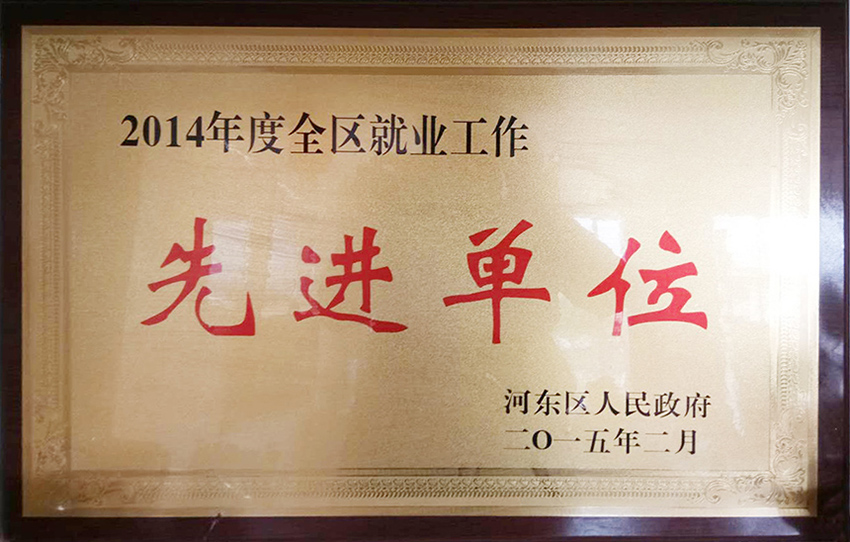 2014年度全区就业工作
先进单位
河东区人民政府
二O一五年二月